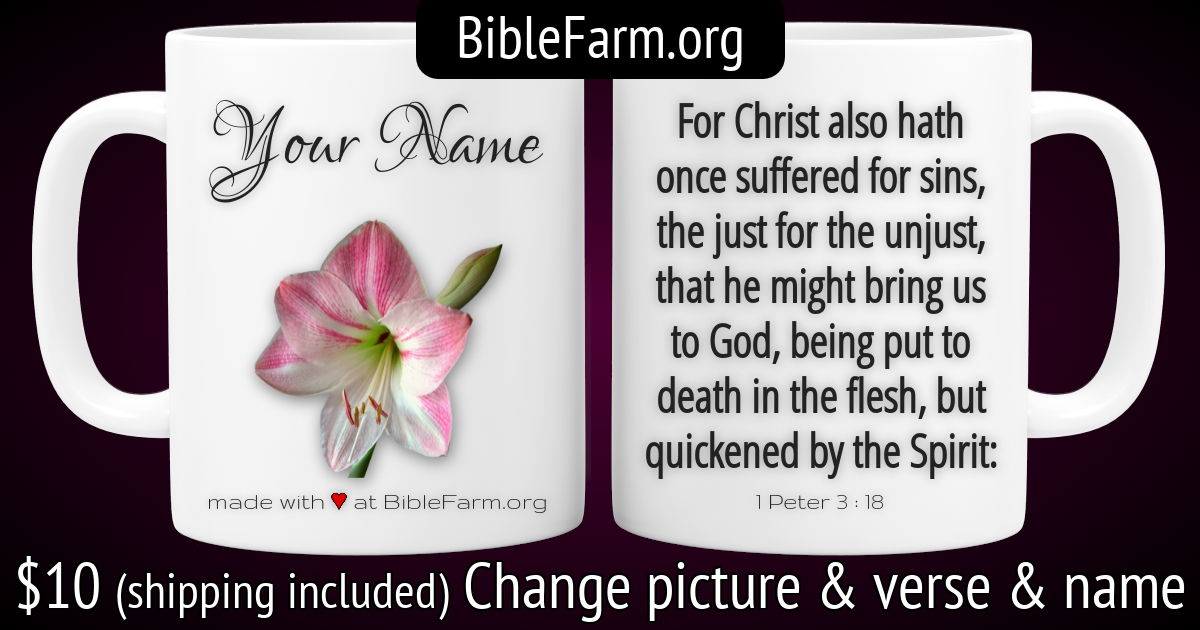 BibleFarm.org
Your Name
made with ♥ at BibleFarm.org
For Christ also hath
once suffered for sins,
the just for the unjust,
that he might bring us
to God, being put to
death in the flesh, but
quickened by the Spirit:
1 Peter 3 : 18
$10 (shipping included) Change picture & verse & name